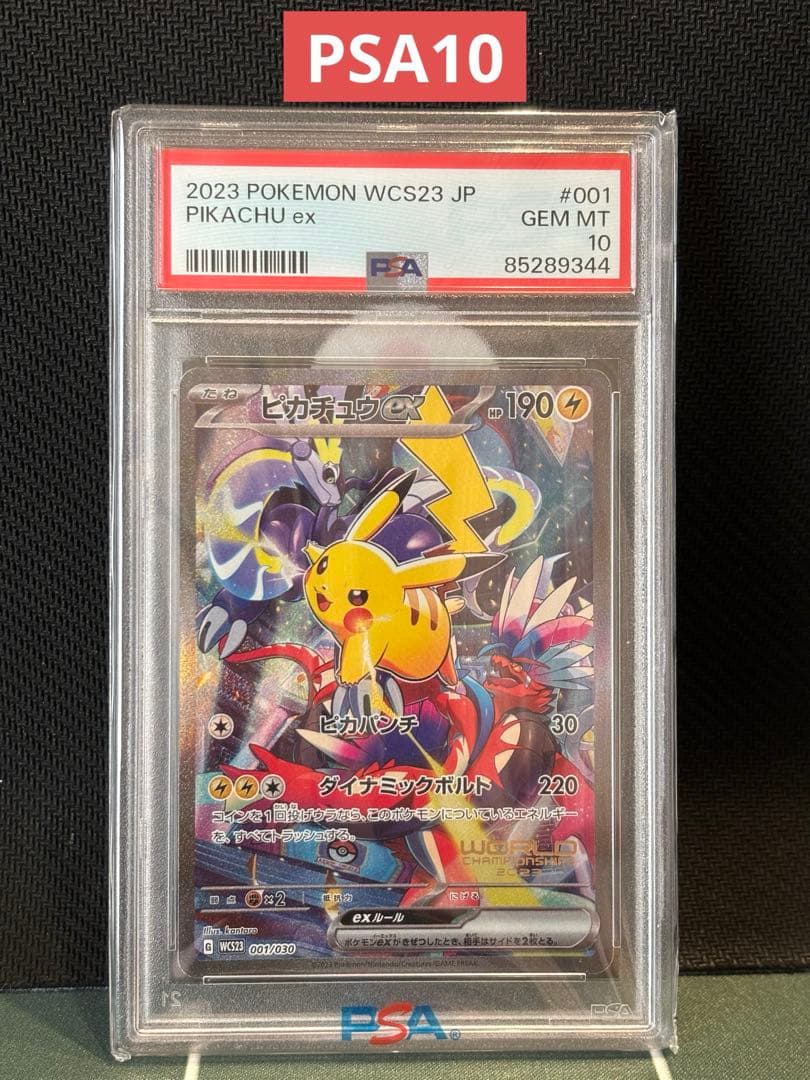 PSA10
2023 POKEMON WCS23 JP #001
PIKACHU ex GEM MT
10
PSA 85289344
たね ピカチュウex HP 190
ピカパンチ 30
ダイナミックボルト 220
コインを1回投げウラなら、このポケモンについているエネルギー
を、すべてトラッシュする。
WORLD
CHAMPIONSHIPS
2023
弱点 ×2 抵抗力 にげる
exルール
ポケモンexがきぜつしたとき、相手はサイドを2枚とる。
Illus. kantaro
G WCS23 001/030
©2023 Pokémon/Nintendo/Creatures/GAME FREAK
PSA